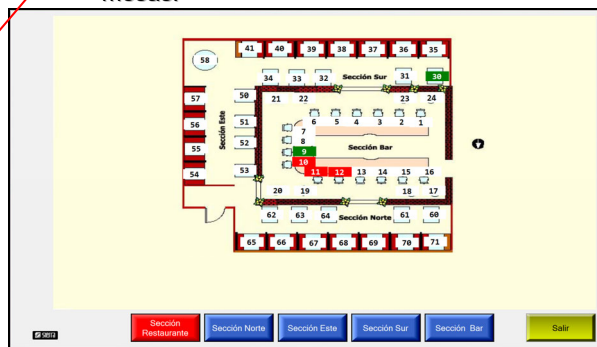 mesas.
41 40 39 38 37 36 35
58
34 33 32 Sección Sur 31 30
57 50 21 22 23 24
56 51 6 5 4 3 2 1
Sección Este
7
55 52 8 Sección Bar
9
10
54 53 11 12 13 14 15 16
20 19 18 17
62 63 64 Sección Norte 61 60
65 66 67 68 69 70 71
Sección
Restaurante
Sección Norte
Sección Este
Sección Sur
Sección Bar
Salir